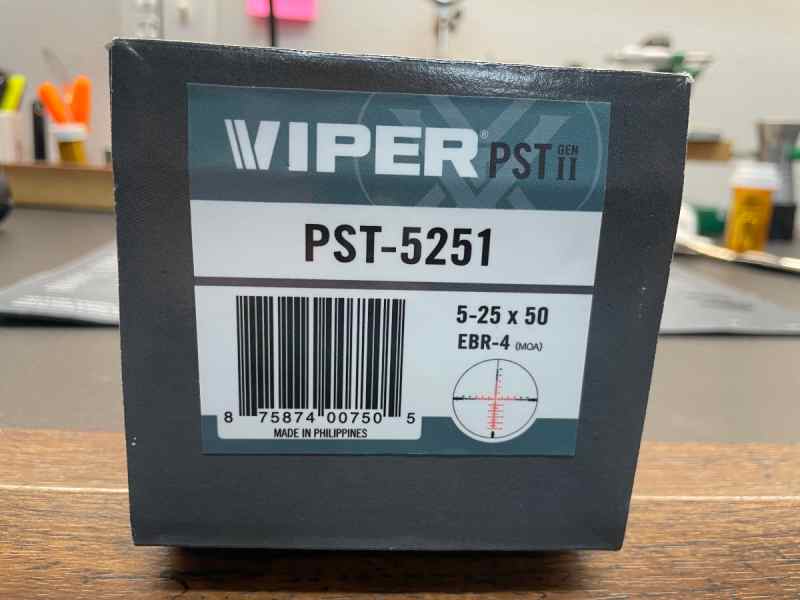 VIPER® PST GEN II
PST-5251
5-25 x 50
EBR-4 (MOA)
8 75874 00750 5
MADE IN PHILIPPINES